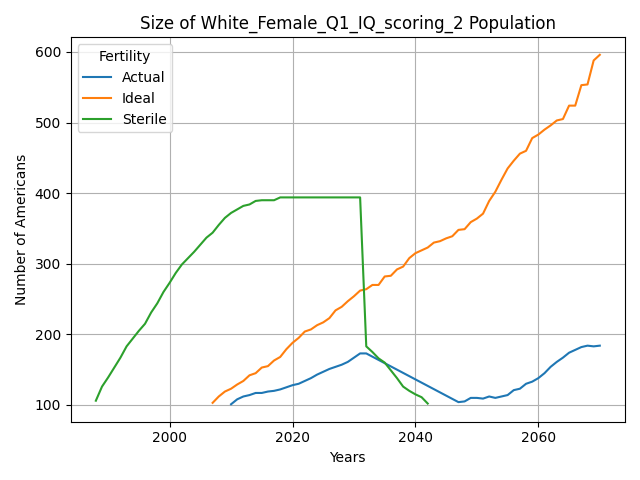 Size of White_Female_Q1_IQ_scoring_2 Population
Fertility
Actual
Ideal
Sterile
Number of Americans
600
500
400
300
200
100
2000
2020
2040
2060
Years